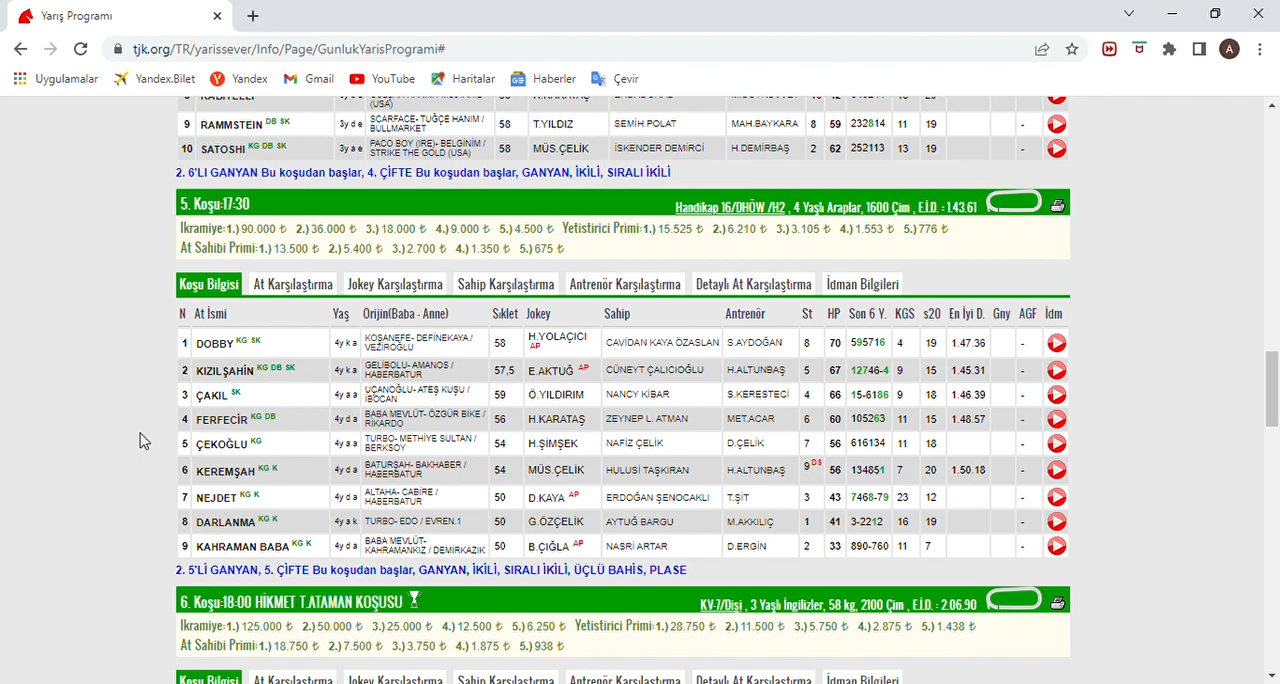 Yarış Programı
tjk.org/TR/yarissever/Info/Page/GunlukYarisProgrami#
A
Uygulamalar Yandex.Bilet Yandex Gmail YouTube Haritalar Haberler Çevir
(USA)
9 RAMMSTEIN DB SK 3y d e SCARFACE- TUĞÇE HANIM / BULLMARKET 58 T.YILDIZ SEMİH POLAT MAH.BAYKARA 8 59 232814 11 19 -
10 SATOSHI KG DB SK 3y a e PACO BOY (IRE)- BELGİNİM / STRIKE THE GOLD (USA) 58 MÜS.ÇELİK İSKENDER DEMİRCİ H.DEMİRBAŞ 2 62 252113 13 19 -
2. 6'LI GANYAN Bu koşudan başlar, 4. ÇİFTE Bu koşudan başlar, GANYAN, İKİLİ, SIRALI İKİLİ
5. Koşu:17:30 Handikap 16/DHÖW /H2 , 4 Yaşlı Araplar, 1600 Çim , E.İ.D. : 1.43.61
İkramiye:1.) 90.000 ₺ 2.) 36.000 ₺ 3.) 18.000 ₺ 4.) 9.000 ₺ 5.) 4.500 ₺ Yetistirici Primi:1.) 15.525 ₺ 2.) 6.210 ₺ 3.) 3.105 ₺ 4.) 1.553 ₺ 5.) 776 ₺
At Sahibi Primi:1.) 13.500 ₺ 2.) 5.400 ₺ 3.) 2.700 ₺ 4.) 1.350 ₺ 5.) 675 ₺
Koşu Bilgisi At Karşılaştırma Jokey Karşılaştırma Sahip Karşılaştırma Antrenör Karşılaştırma Detaylı At Karşılaştırma İdman Bilgileri
N At İsmi Yaş Orijin(Baba - Anne) Sıklet Jokey Sahip Antrenör St HP Son 6 Y. KGS s20 En İyi D. Gny AGF İdm
1 DOBBY KG SK 4y k a KOŞANEFE- DEFİNEKAYA / VEZİROĞLU 58 H.YOLAÇICI AP CAVİDAN KAYA ÖZASLAN S.AYDOĞAN 8 70 595716 4 19 1.47.36 -
2 KIZILŞAHİN KG DB SK 4y k a GELİBOLU- AMANOS / HABERBATUR 57,5 E.AKTUĞ AP CÜNEYT ÇALICIOĞLU H.ALTUNBAŞ 5 67 12746-4 9 15 1.45.31 -
3 ÇAKIL SK 4y a a UÇANOĞLU- ATEŞ KUŞU / İBOCAN 59 Ö.YILDIRIM NANCY KİBAR S.KERESTECİ 4 66 15-6186 9 18 1.46.39 -
4 FERFECİR KG DB 4y d a BABA MEVLÜT- ÖZGÜR BİKE / RİKARDO 56 H.KARATAŞ ZEYNEP L. ATMAN MET.ACAR 6 60 105263 11 15 1.48.57 -
5 ÇEKOĞLU KG 4y a a TURBO- METHİYE SULTAN / BERKSOY 54 H.ŞİMŞEK NAFİZ ÇELİK D.ÇELİK 7 56 616134 11 18 -
6 KEREMŞAH KG K 4y d a BATURŞAH- BAKHABER / HABERBATUR 54 MÜS.ÇELİK HULUSİ TAŞKIRAN H.ALTUNBAŞ 9 DS 56 134851 7 20 1.50.18 -
7 NEJDET KG K 4y d a ALTAHA- CABİRE / HABERBATUR 50 D.KAYA AP ERDOĞAN ŞENOCAKLI T.ŞİT 3 43 7468-79 23 12 -
8 DARLANMA KG K 4y a k TURBO- EDO / EVREN.1 50 G.ÖZÇELİK AYTUĞ BARGU M.AKKILIÇ 1 41 3-2212 16 19 -
9 KAHRAMAN BABA KG K 4y d a BABA MEVLÜT- KAHRAMANKIZ / DEMİRKAZIK 50 B.ÇIĞLA AP NASRİ ARTAR D.ERGİN 2 33 890-760 11 7 -
2. 5'Lİ GANYAN, 5. ÇİFTE Bu koşudan başlar, GANYAN, İKİLİ, SIRALI İKİLİ, ÜÇLÜ BAHİS, PLASE
6. Koşu:18:00 HİKMET T.ATAMAN KOŞUSU KV-7/Dişi , 3 Yaşlı İngilizler, 58 kg, 2100 Çim , E.İ.D. : 2.06.90
İkramiye:1.) 125.000 ₺ 2.) 50.000 ₺ 3.) 25.000 ₺ 4.) 12.500 ₺ 5.) 6.250 ₺ Yetistirici Primi:1.) 28.750 ₺ 2.) 11.500 ₺ 3.) 5.750 ₺ 4.) 2.875 ₺ 5.) 1.438 ₺
At Sahibi Primi:1.) 18.750 ₺ 2.) 7.500 ₺ 3.) 3.750 ₺ 4.) 1.875 ₺ 5.) 938 ₺
Koşu Bilgisi At Karşılaştırma Jokey Karşılaştırma Sahip Karşılaştırma Antrenör Karşılaştırma Detaylı At Karşılaştırma İdman Bilgileri